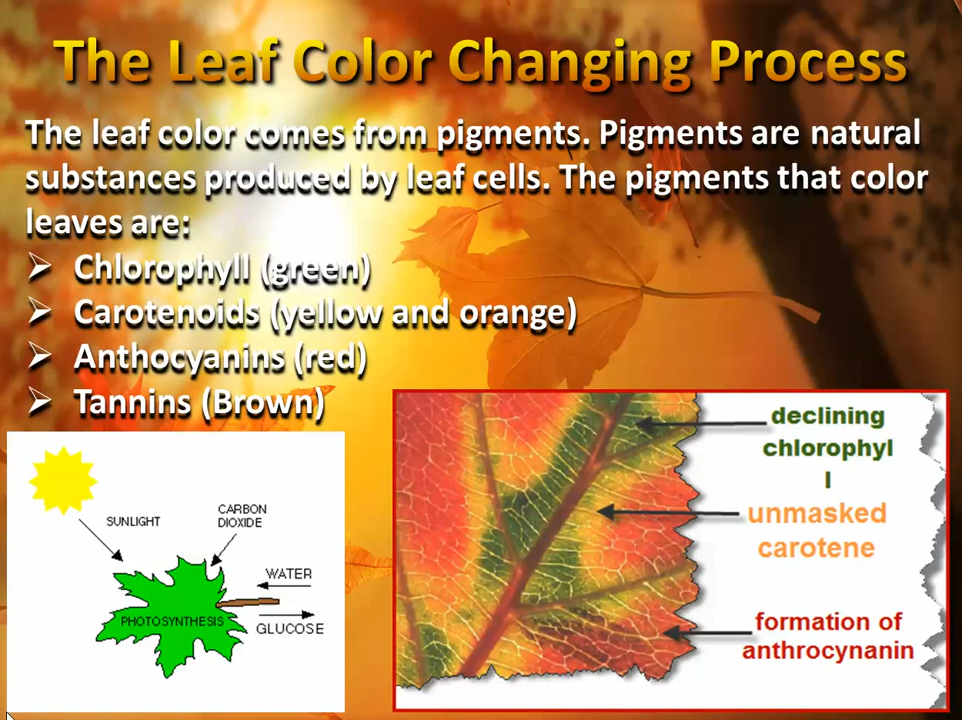 The Leaf Color Changing Process
The leaf color comes from pigments. Pigments are natural
substances produced by leaf cells. The pigments that color
leaves are:
Chlorophyll (green)
Carotenoids (yellow and orange)
Anthocyanins (red)
Tannins (Brown)
SUNLIGHT
CARBON
DIOXIDE
WATER
PHOTOSYNTHESIS
GLUCOSE
declining
chlorophyl
l
unmasked
carotene
formation of
anthrocynanin